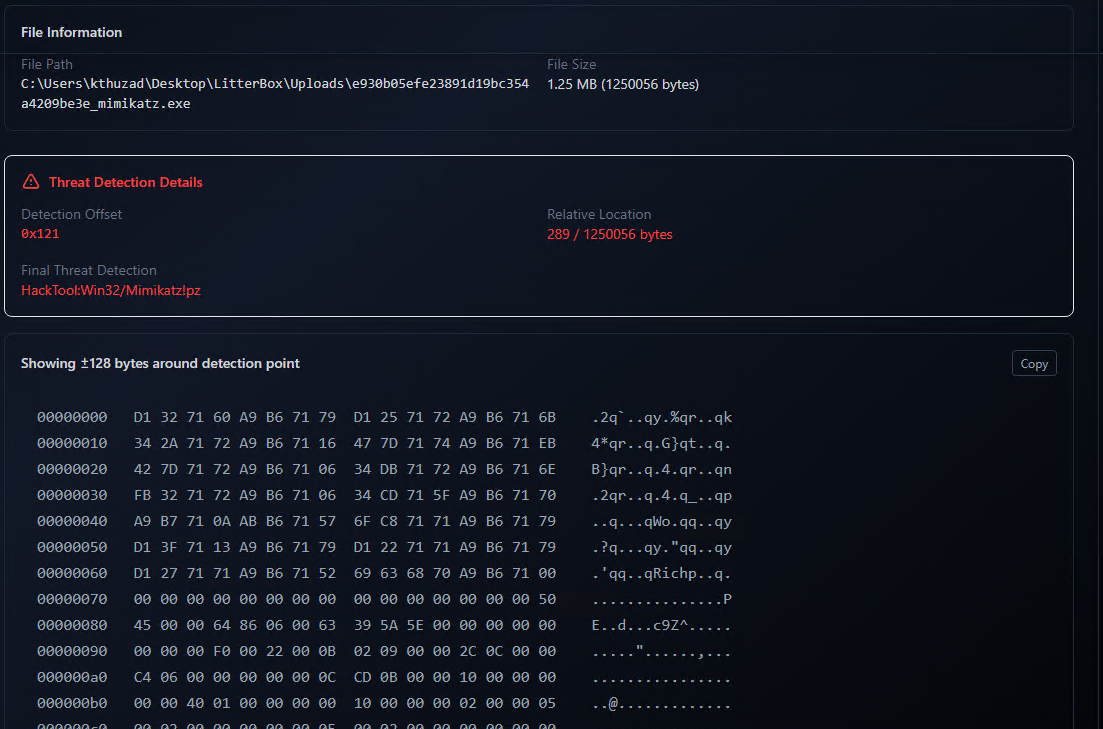 File Information
File Path
File Size
C:\Users\kthuzad\Desktop\LitterBox\Uploads\e930b05efe23891d19bc354
a4209be3e_mimikatz.exe
1.25 MB (1250056 bytes)
Threat Detection Details
Detection Offset
Relative Location
0x121
289 / 1250056 bytes
Final Threat Detection
HackTool:Win32/Mimikatz!pz
Showing ±128 bytes around detection point
Copy
00000000 D1 32 71 60 A9 B6 71 79 D1 25 71 72 A9 B6 71 6B .2q`..qy.%qr..qk
00000010 34 2A 71 72 A9 B6 71 16 47 7D 71 74 A9 B6 71 EB 4*qr..q.G}qt..q.
00000020 42 7D 71 72 A9 B6 71 06 34 DB 71 72 A9 B6 71 6E B}qr..q.4.qr..qn
00000030 FB 32 71 72 A9 B6 71 06 34 CD 71 5F A9 B6 71 70 .2qr..q.4.q_..qp
00000040 A9 B7 71 0A AB B6 71 57 6F C8 71 71 A9 B6 71 79 ..q...qWo.qq..qy
00000050 D1 3F 71 13 A9 B6 71 79 D1 22 71 71 A9 B6 71 79 .?q...qy."qq..qy
00000060 D1 27 71 71 A9 B6 71 52 69 63 68 70 A9 B6 71 00 .'qq..qRichp..q.
00000070 00 00 00 00 00 00 00 00 00 00 00 00 00 00 00 50 ...............P
00000080 45 00 00 64 86 06 00 63 39 5A 5E 00 00 00 00 00 E..d...c9Z^.....
00000090 00 00 00 F0 00 22 00 0B 02 09 00 00 2C 0C 00 00 ....."......,...
000000a0 C4 06 00 00 00 00 00 0C CD 0B 00 00 10 00 00 00 ................
000000b0 00 00 40 01 00 00 00 00 10 00 00 00 02 00 00 05 ..@.............